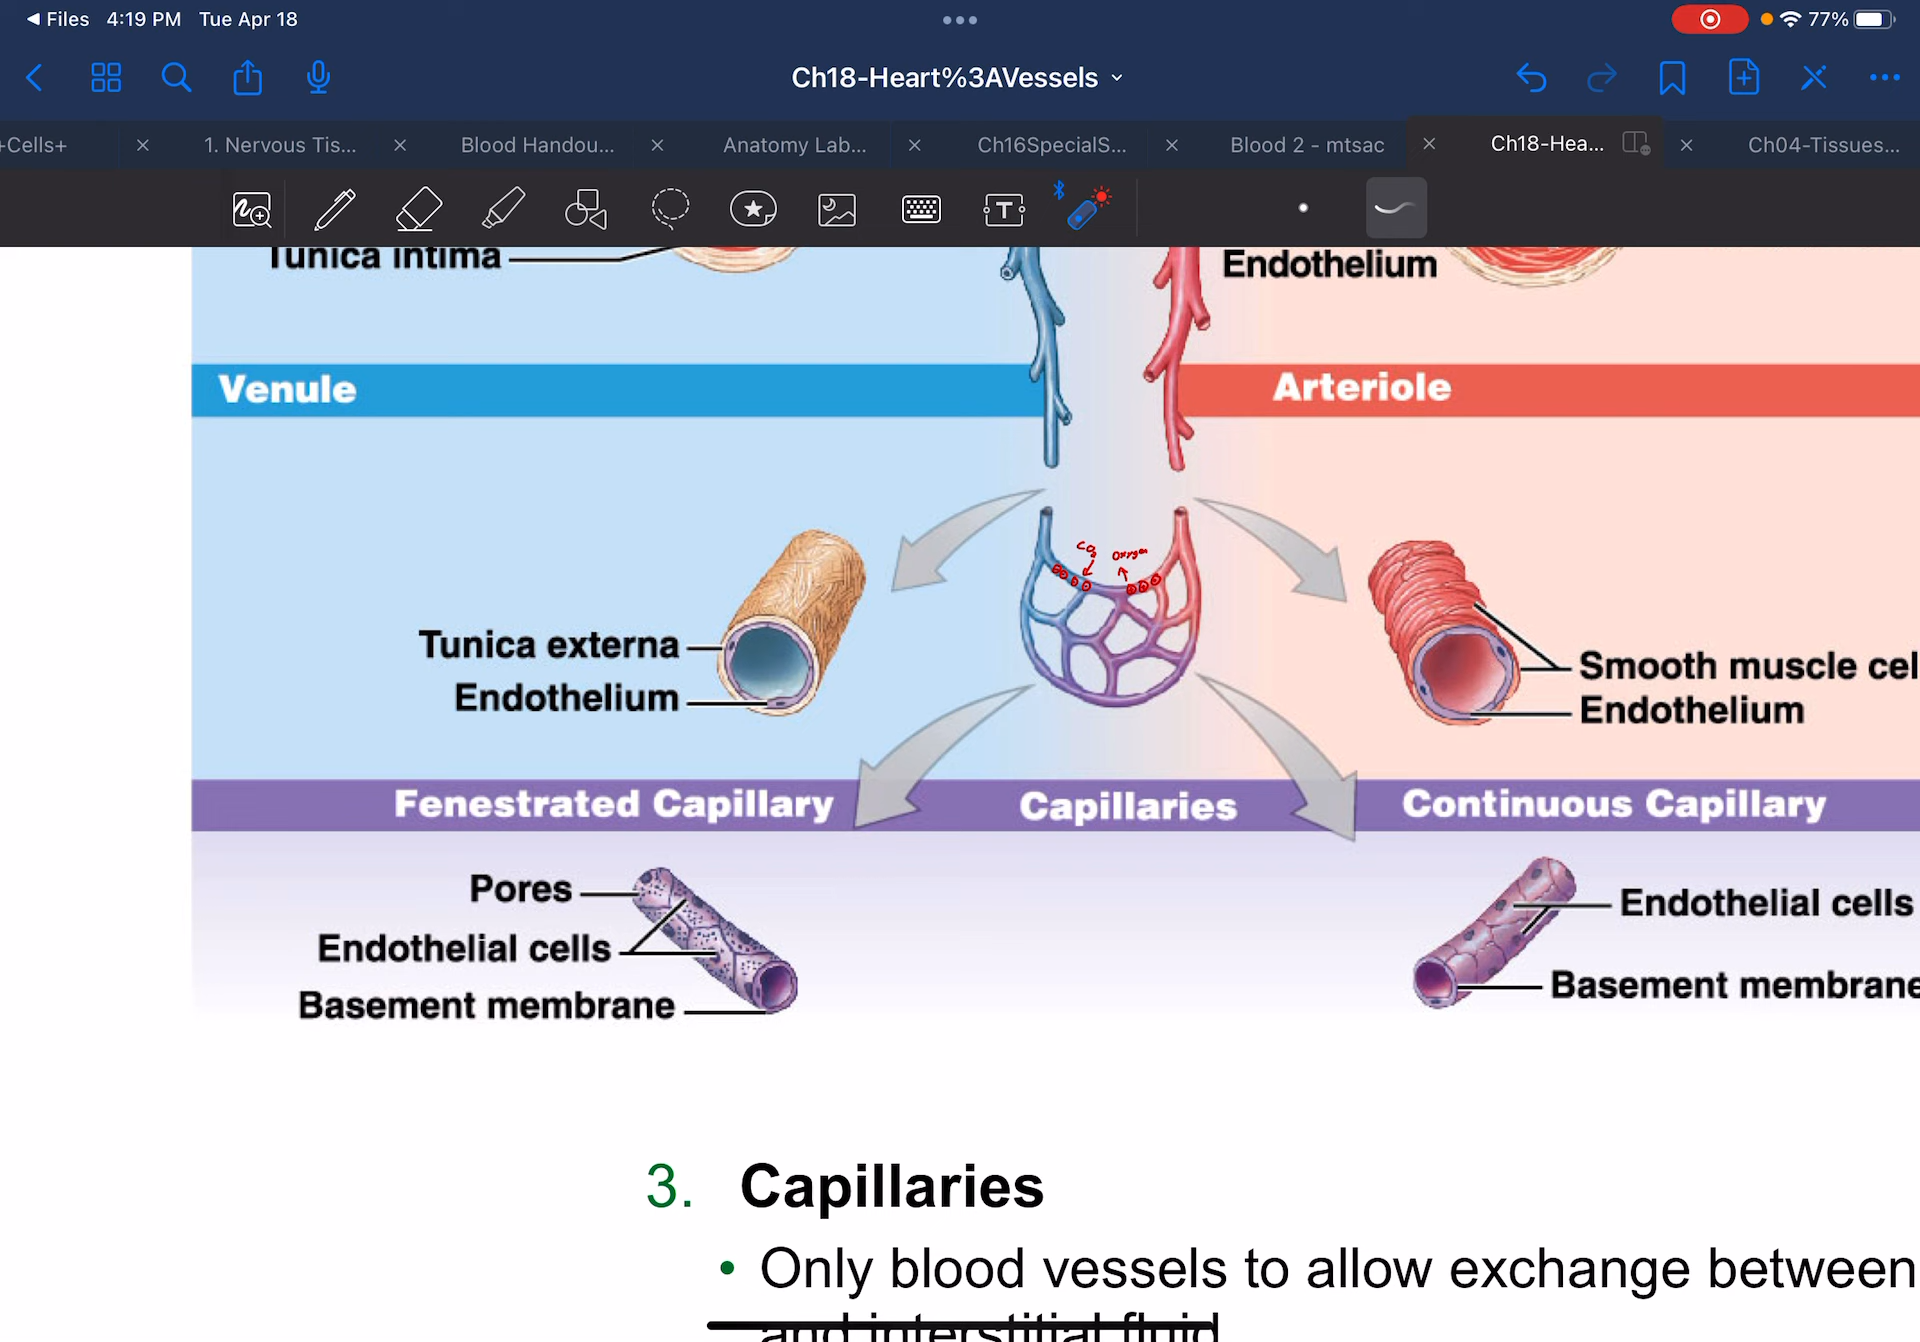 Files 4:19 PM Tue Apr 18
77%
Ch18-Heart%3AVessels
+Cells+
1. Nervous Tis...
Blood Handou...
Anatomy Lab...
Ch16SpecialS...
Blood 2 - mtsac
Ch18-Hea...
Ch04-Tissues...
Tunica intima
Endothelium
Venule
Arteriole
CO2
Oxygen
Tunica externa
Endothelium
Smooth muscle cel
Endothelium
Fenestrated Capillary
Capillaries
Continuous Capillary
Pores
Endothelial cells
Basement membrane
Endothelial cells
Basement membrane
3. Capillaries
• Only blood vessels to allow exchange between
and interstitial fluid